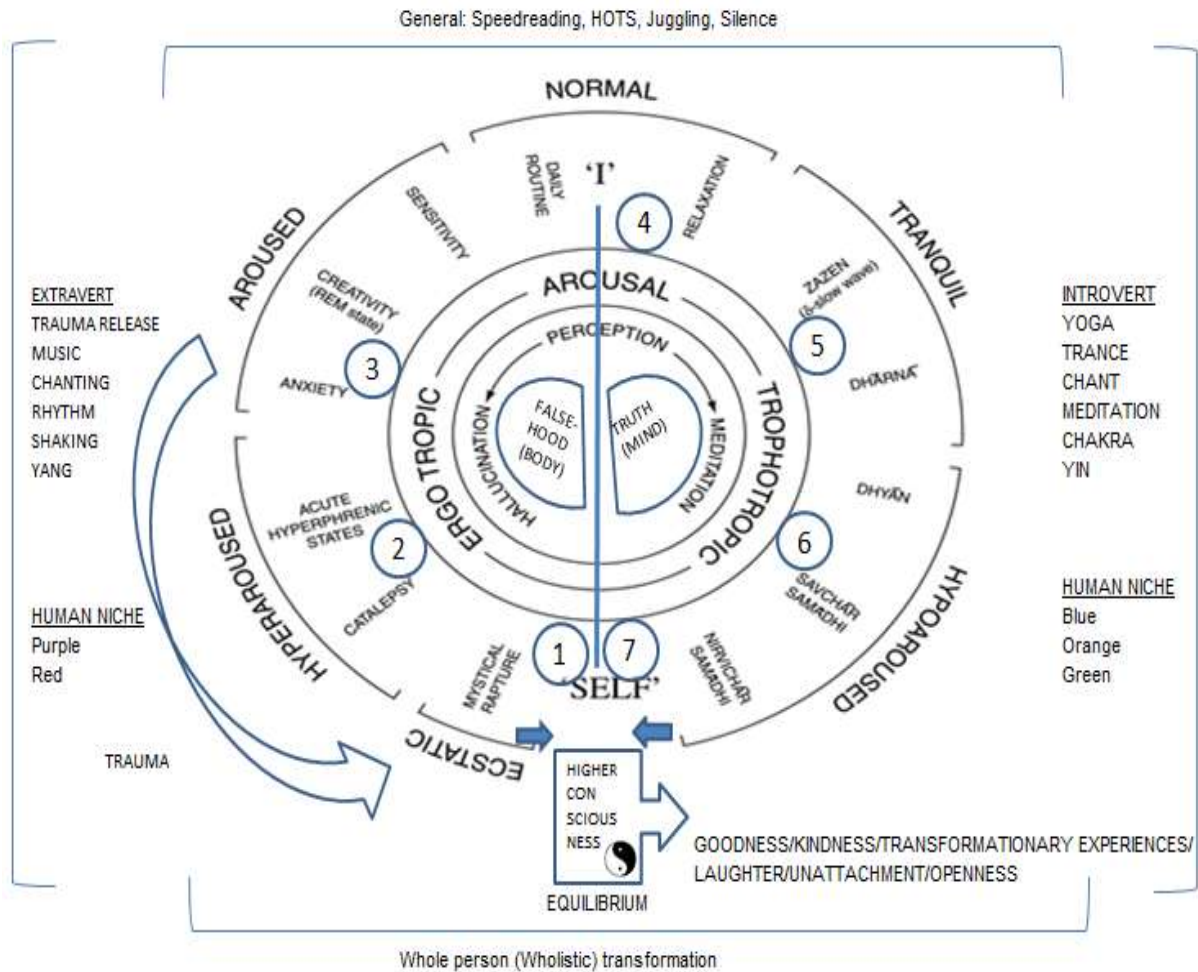 General: Speedreading, HOTS, Juggling, Silence
NORMAL
AROUSED
TRANQUIL
HYPERAROUSED
HYPOAROUSED
ECSTATIC
DAILY
ROUTINE
'I'
4
RELAXATION
SENSITIVITY
CREATIVITY
(REM state)
3
ANXIETY
ZAZEN
(δ-slow wave)
5
DHĀRNĀ
AROUSAL
PERCEPTION
ERGO TROPIC
TROPHOTROPIC
HALLUCINATION
MEDITATION
FALSE-
HOOD
(BODY)
TRUTH
(MIND)
ACUTE
HYPERPHRENIC
STATES
2
CATALEPSY
DHYĀN
6
SAVCHĀR
SAMĀDHI
MYSTICAL
RAPTURE
1
7
'SELF'
NIRVICHĀR
SAMĀDHI
EXTRAVERT
TRAUMA RELEASE
MUSIC
CHANTING
RHYTHM
SHAKING
YANG
HUMAN NICHE
Purple
Red
TRAUMA
INTROVERT
YOGA
TRANCE
CHANT
MEDITATION
CHAKRA
YIN
HUMAN NICHE
Blue
Orange
Green
HIGHER
CON
SCIOUS
NESS
EQUILIBRIUM
GOODNESS/KINDNESS/TRANSFORMATIONARY EXPERIENCES/
LAUGHTER/UNATTACHMENT/OPENNESS
Whole person (Wholistic) transformation